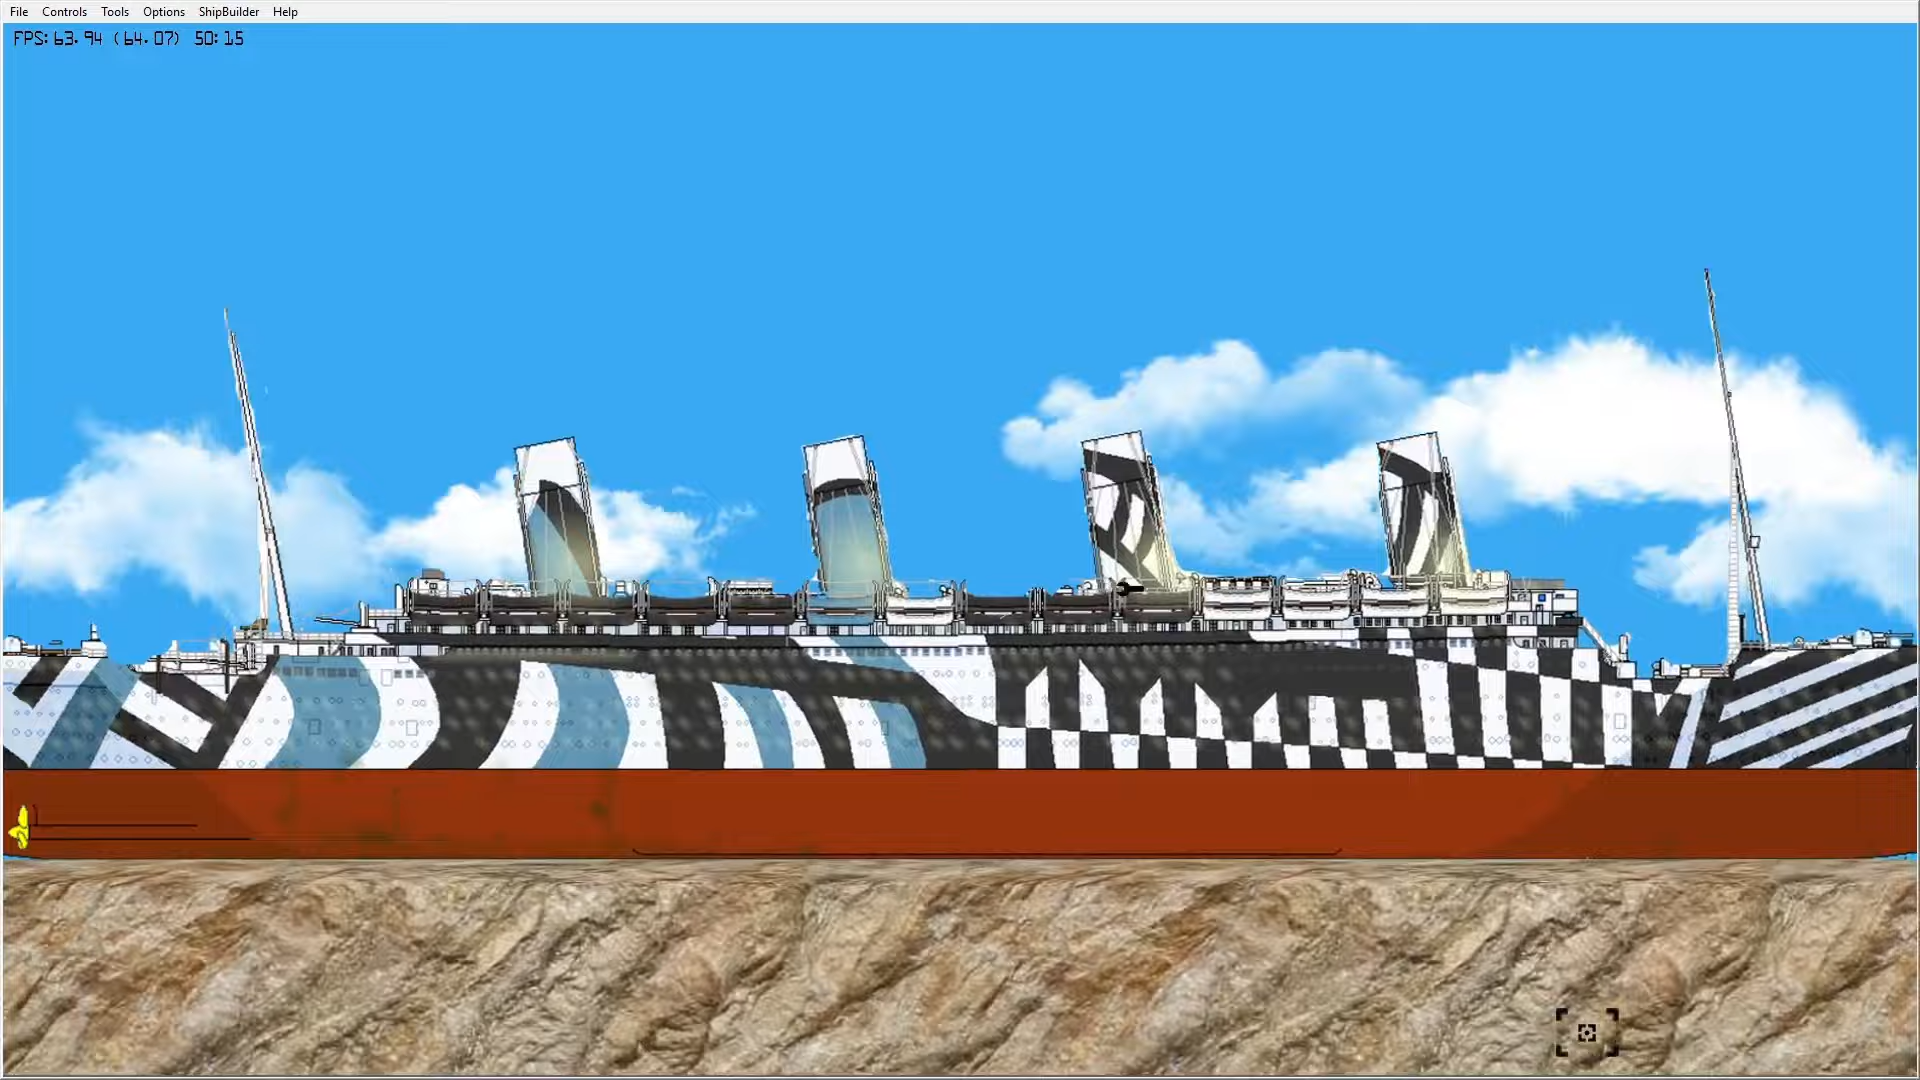 File Controls Tools Options ShipBuilder Help
FPS: 63.94 (64.07) 50:15